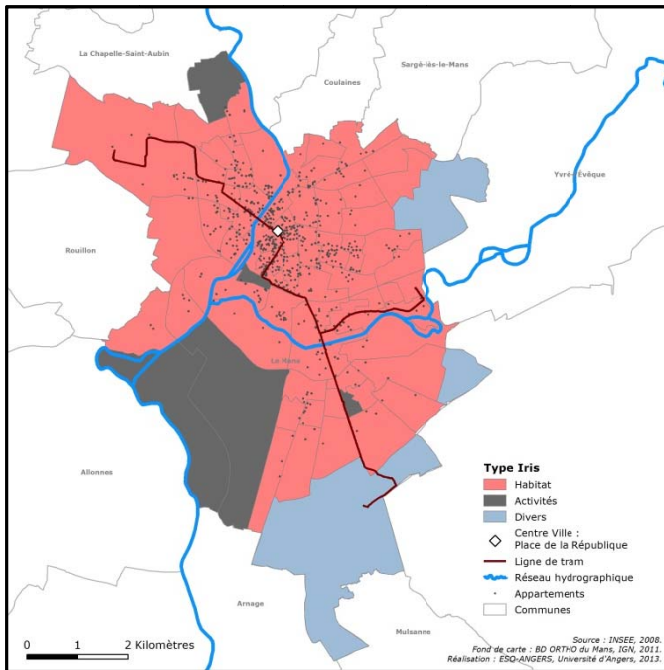 La Chapelle-Saint-Aubin
Coulaines
Sargé-lès-le Mans
Yvré-l'Évêque
Rouillon
Le Mans
Allonnes
Arnage
Mulsanne
Type Iris
Habitat
Activités
Divers
Centre Ville :
Place de la République
Ligne de tram
Réseau hydrographique
Appartements
Communes
0 1 2 Kilomètres
Source : INSEE, 2008.
Fond de carte : BD ORTHO du Mans, IGN, 2011.
Réalisation : ESO-ANGERS, Université d'Angers, 2013.